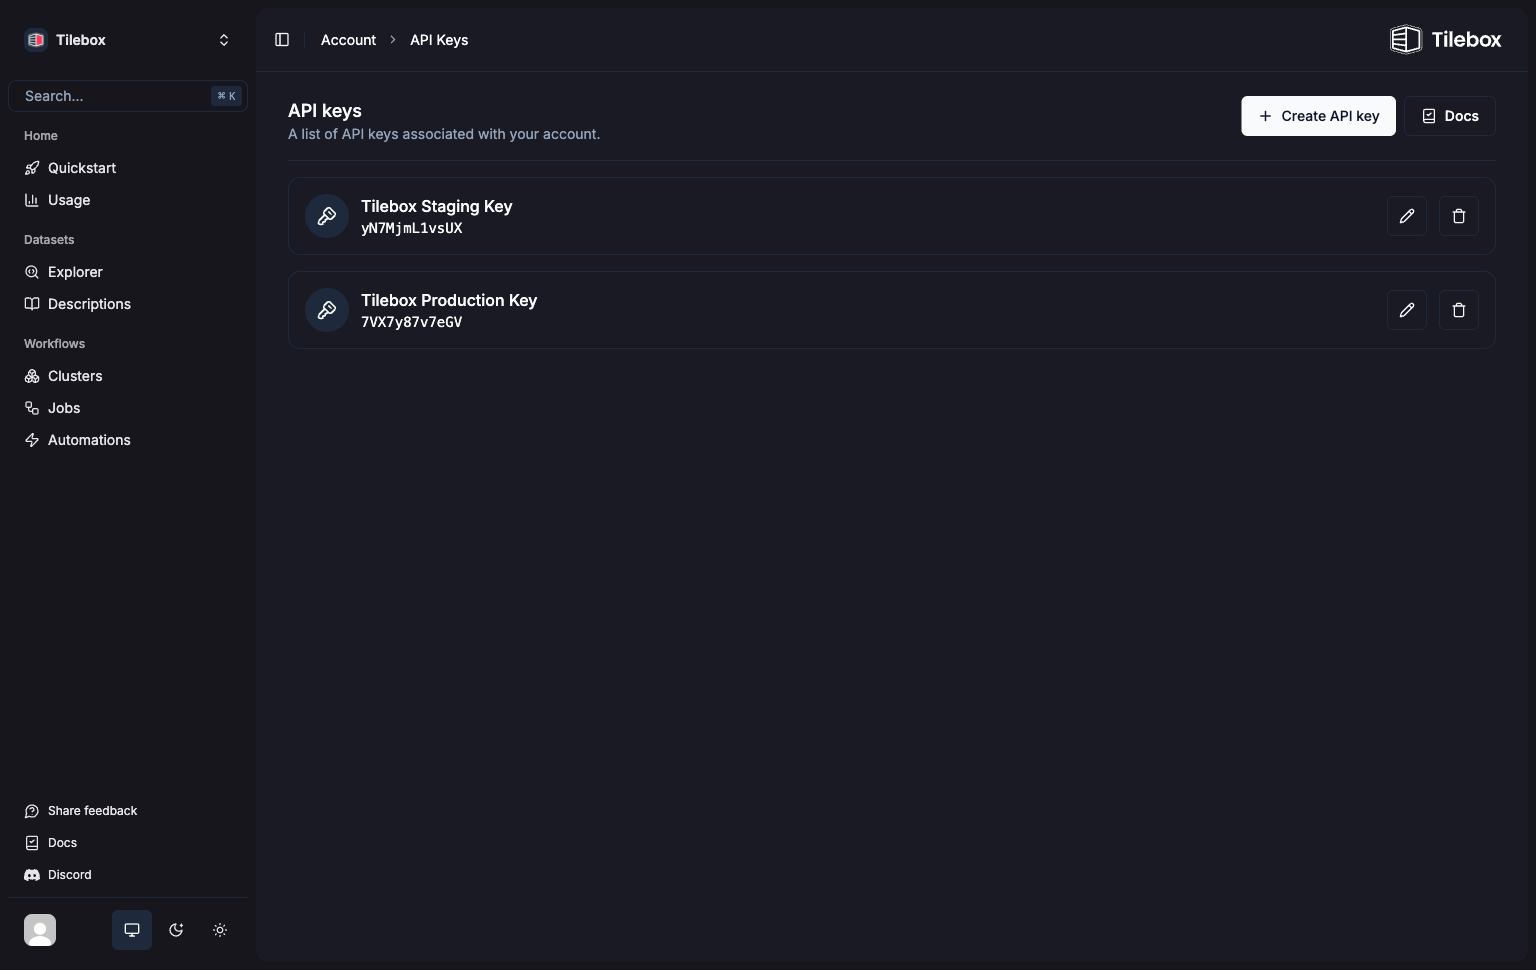 Tilebox
Search...
⌘ K
Home
Quickstart
Usage
Datasets
Explorer
Descriptions
Workflows
Clusters
Jobs
Automations
Share feedback
Docs
Discord
Account > API Keys
Tilebox
API keys
A list of API keys associated with your account.
+ Create API key
Docs
Tilebox Staging Key
yN7MjmL1vsUX
Tilebox Production Key
7VX7y87v7eGV